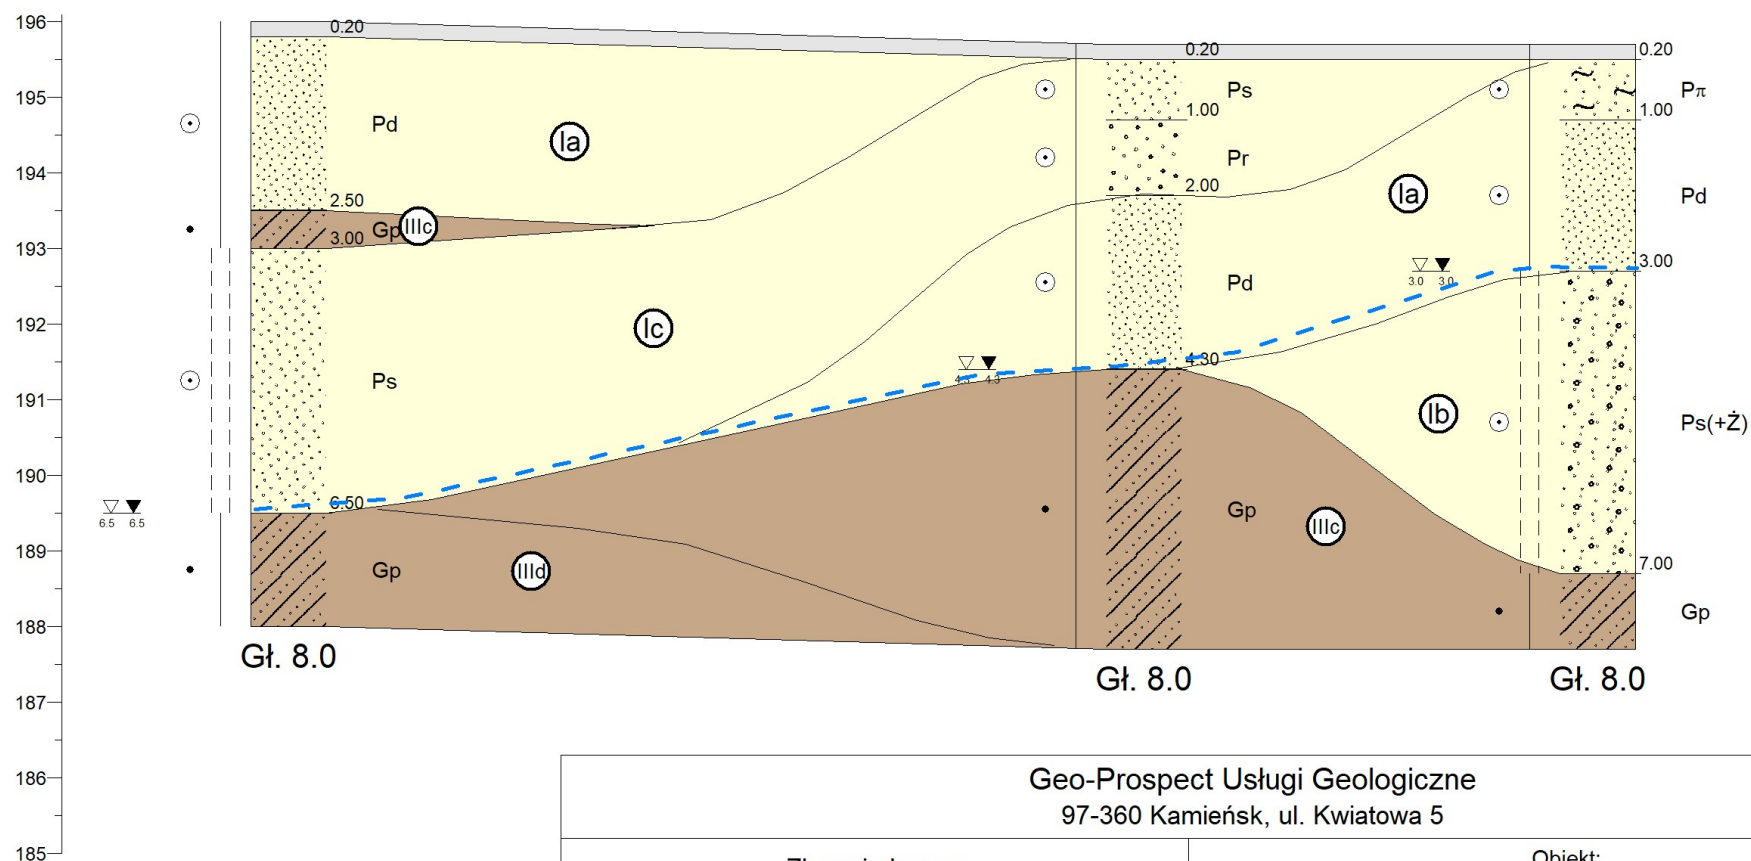 196
0.20
0.20
0.20
195
Pd
Ia
Ps
Pπ
1.00
1.00
Pr
194
2.50
2.00
Ia
Pd
Gp
IIIc
3.00
193
Pd
3.0 3.0
3.00
192
Ic
4.30
4.3 4.3
191
Ps
Ib
Ps(+Ż)
190
6.50
6.5 6.5
Gp
IIIc
189
Gp
IIId
7.00
188
Gp
Gł. 8.0
Gł. 8.0
Gł. 8.0
187
186
Geo-Prospect Usługi Geologiczne
97-360 Kamieńsk, ul. Kwiatowa 5
185
Obiekt: